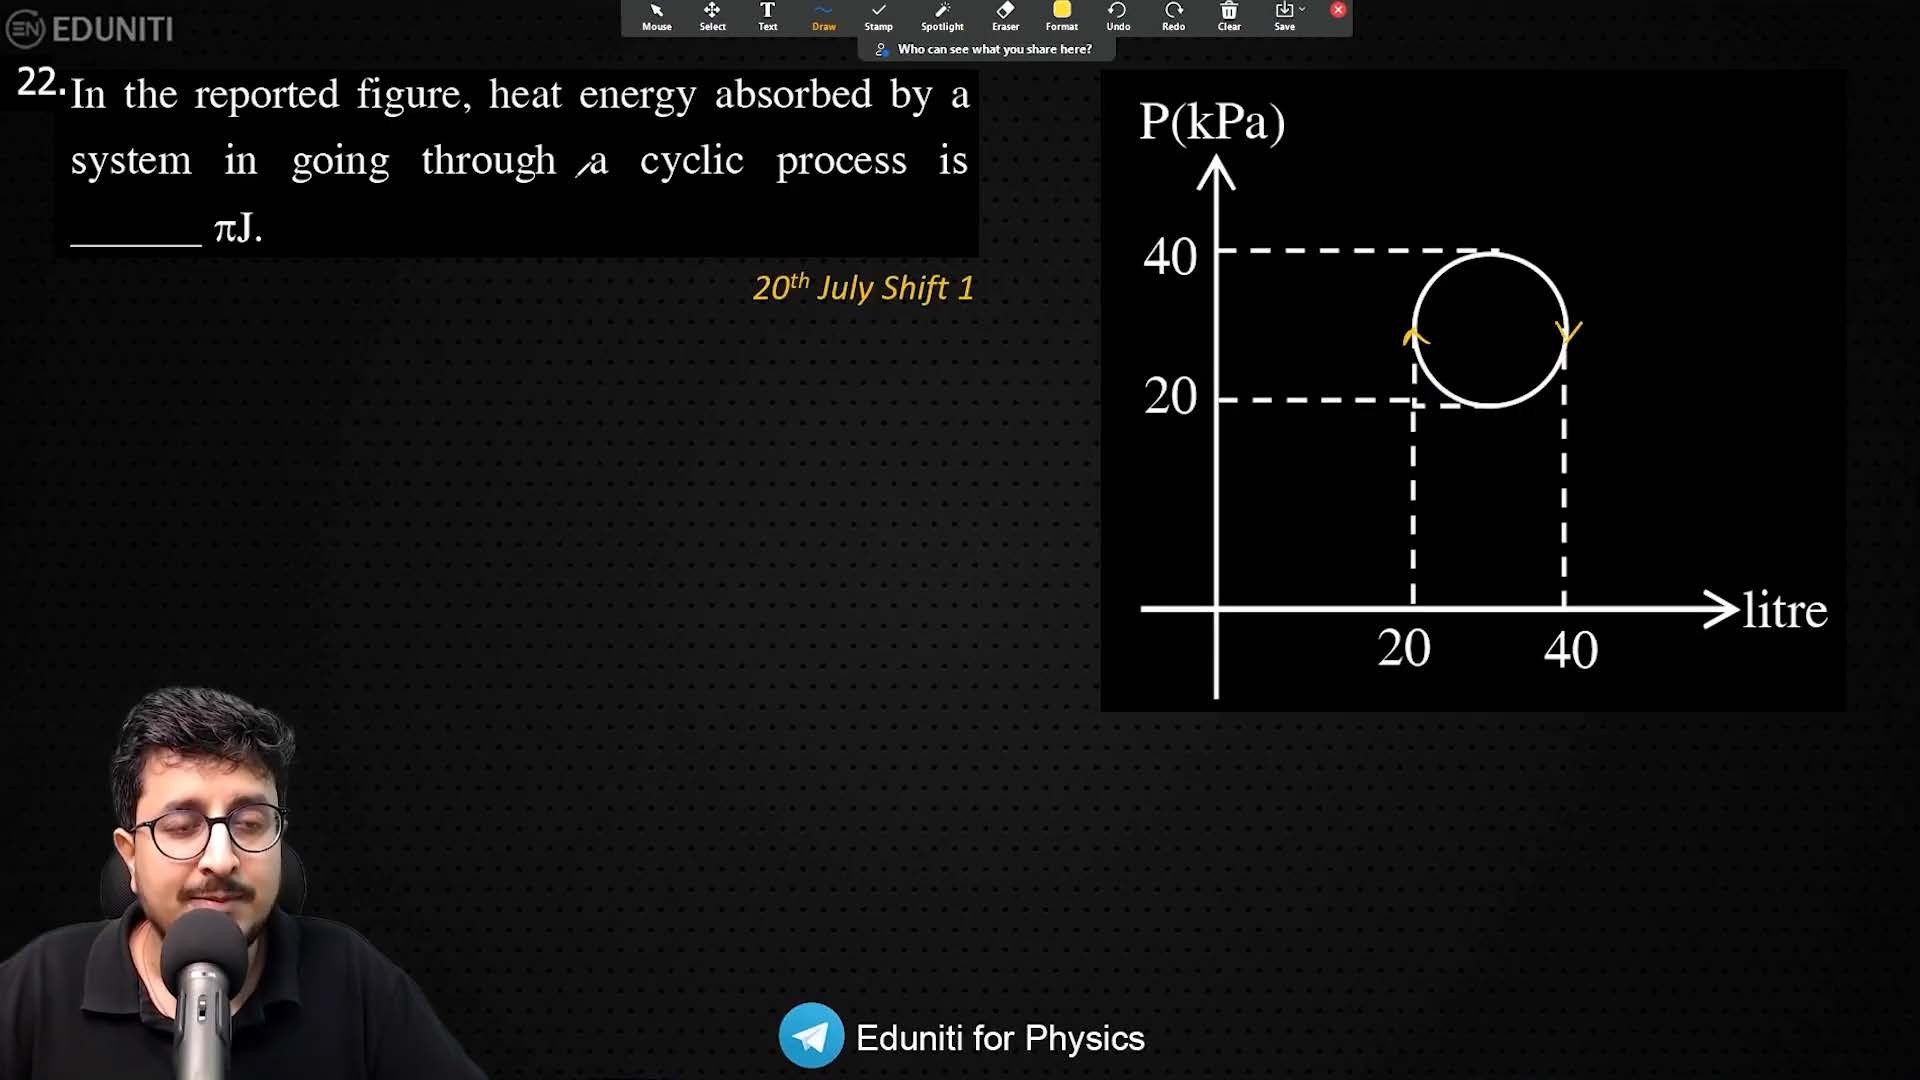 EN EDUNITI
Mouse Select Text Draw Stamp Spotlight Eraser Format Undo Redo Clear Save
Who can see what you share here?
22. In the reported figure, heat energy absorbed by a
system in going through a cyclic process is
_______ πJ.
20th July Shift 1
P(kPa)
40
20
litre
20 40
Eduniti for Physics